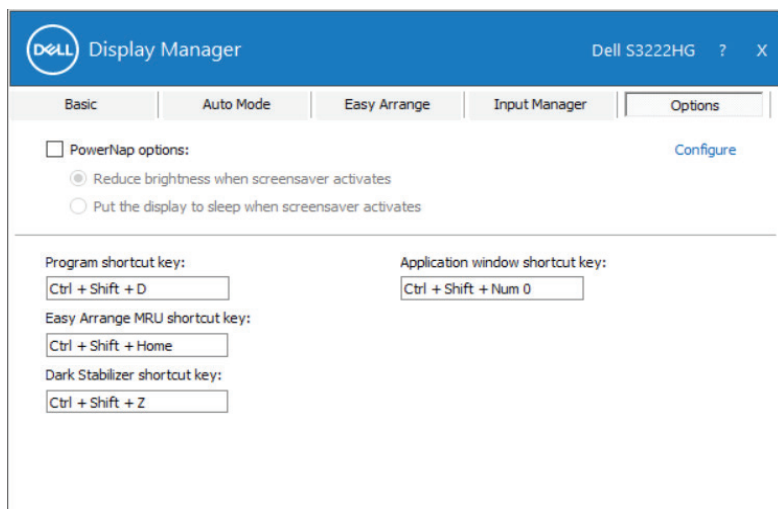 DELL Display Manager Dell S3222HG ? X
Basic Auto Mode Easy Arrange Input Manager Options
PowerNap options: Configure
Reduce brightness when screensaver activates
Put the display to sleep when screensaver activates
Program shortcut key: Application window shortcut key:
Ctrl + Shift + D Ctrl + Shift + Num 0
Easy Arrange MRU shortcut key:
Ctrl + Shift + Home
Dark Stabilizer shortcut key:
Ctrl + Shift + Z